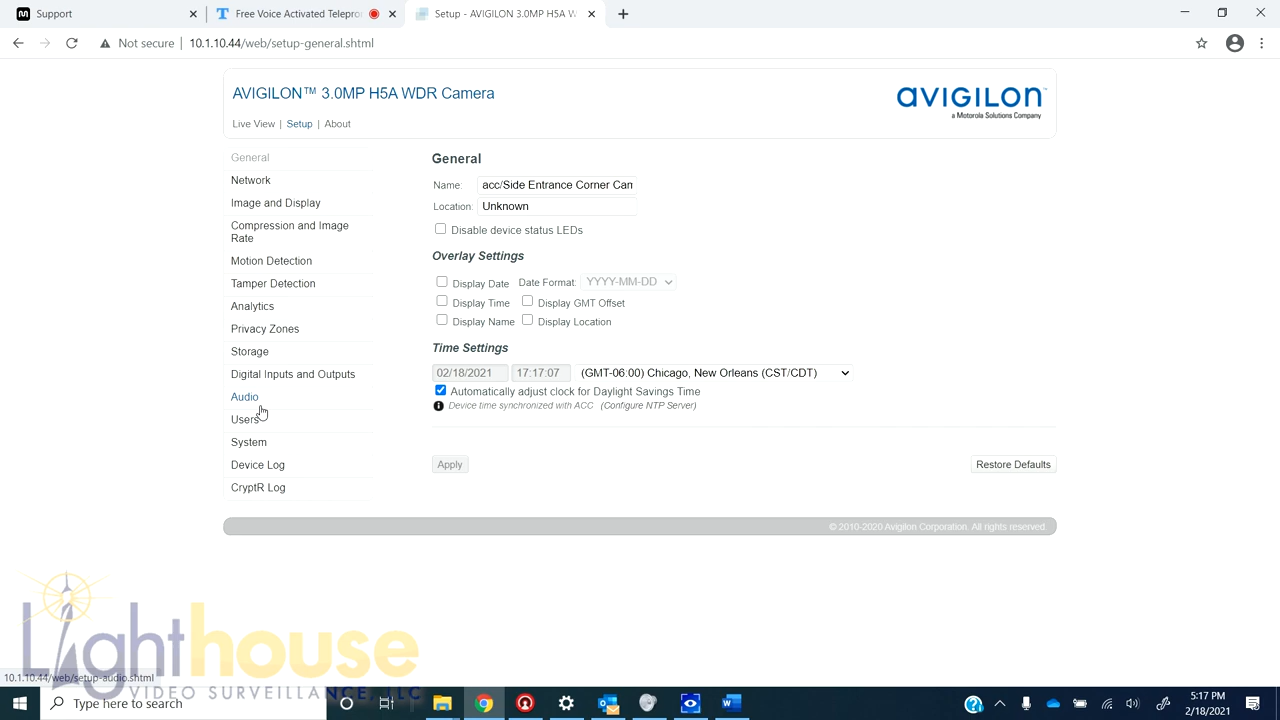 Support
Free Voice Activated Telepro
Setup - AVIGILON 3.0MP H5A W
Not secure | 10.1.10.44/web/setup-general.shtml
AVIGILON™ 3.0MP H5A WDR Camera
avigilon™
a Motorola Solutions Company
Live View | Setup | About
General
Network
Image and Display
Compression and Image
Rate
Motion Detection
Tamper Detection
Analytics
Privacy Zones
Storage
Digital Inputs and Outputs
Audio
Users
System
Device Log
CryptR Log
General
Name: acc/Side Entrance Corner Cam
Location: Unknown
Disable device status LEDs
Overlay Settings
Display Date Date Format: YYYY-MM-DD
Display Time Display GMT Offset
Display Name Display Location
Time Settings
02/18/2021 17:17:07 (GMT-06:00) Chicago, New Orleans (CST/CDT)
Automatically adjust clock for Daylight Savings Time
Device time synchronized with ACC (Configure NTP Server)
Apply Restore Defaults
© 2010-2020 Avigilon Corporation. All rights reserved.
Lighthouse
VIDEO SURVEILLANCE, LLC
10.1.10.44/web/setup-audio.shtml
Type here to search
5:17 PM
2/18/2021